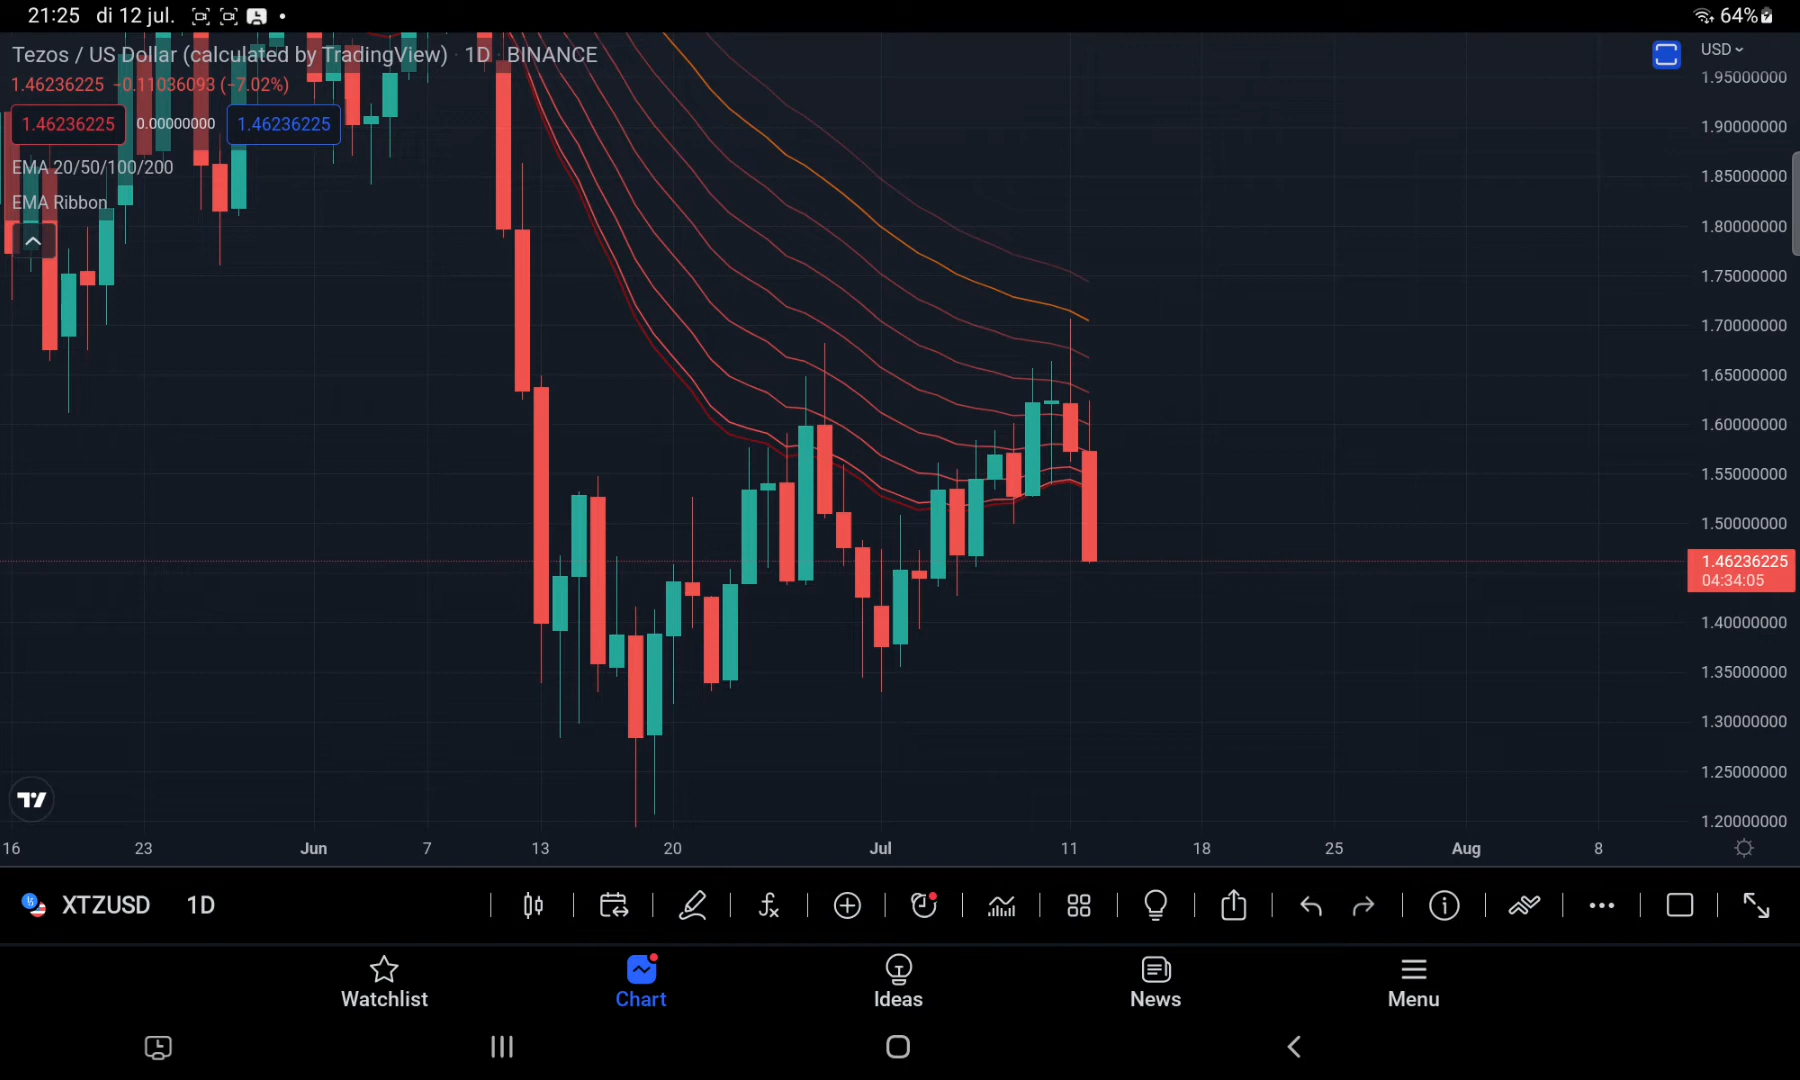 21:25 di 12 jul. 64%
Tezos / US Dollar (calculated by TradingView) · 1D · BINANCE
1.46236225 −0.11036093 (−7.02%)
1.46236225 0.00000000 1.46236225
EMA 20/50/100/200
EMA Ribbon
USD
1.95000000
1.90000000
1.85000000
1.80000000
1.75000000
1.70000000
1.65000000
1.60000000
1.55000000
1.50000000
1.46236225
04:34:05
1.40000000
1.35000000
1.30000000
1.25000000
1.20000000
16 23 Jun 7 13 20 Jul 11 18 25 Aug 8
XTZUSD 1D
Watchlist Chart Ideas News Menu